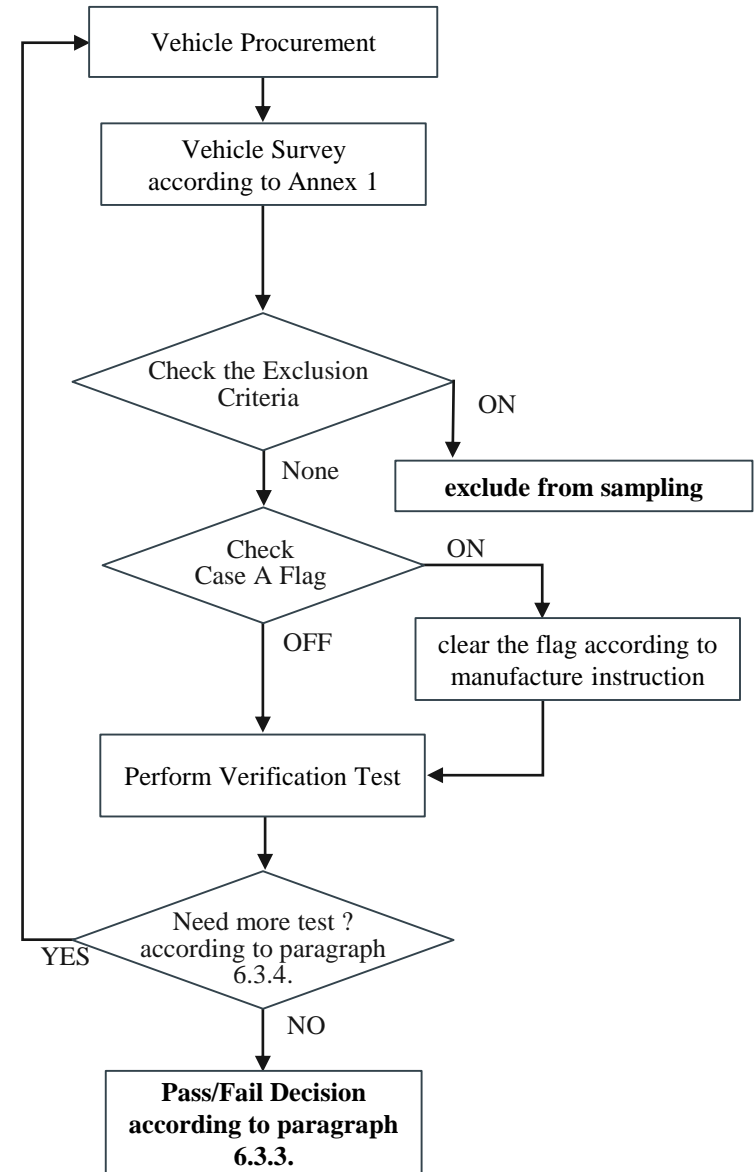 Vehicle Procurement
Vehicle Survey
according to Annex 1
Check the Exclusion
Criteria
ON
None
exclude from sampling
Check
Case A Flag
ON
OFF
clear the flag according to
manufacture instruction
Perform Verification Test
Need more test ?
according to paragraph
6.3.4.
YES
NO
Pass/Fail Decision
according to paragraph
6.3.3.